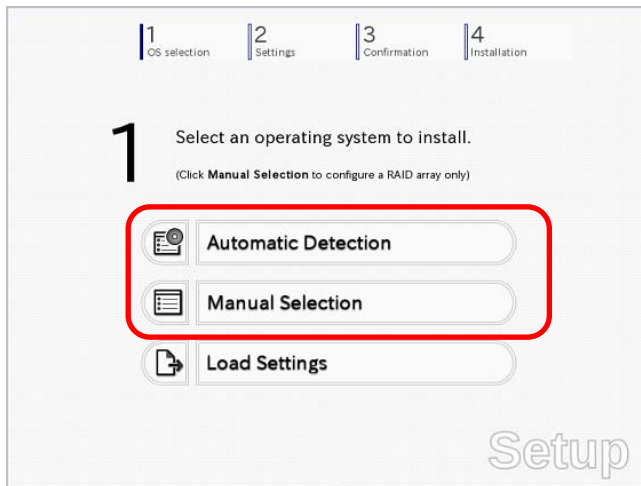 1
OS selection
2
Settings
3
Confirmation
4
Installation
1
Select an operating system to install.
(Click Manual Selection to configure a RAID array only)
Automatic Detection
Manual Selection
Load Settings
Setup